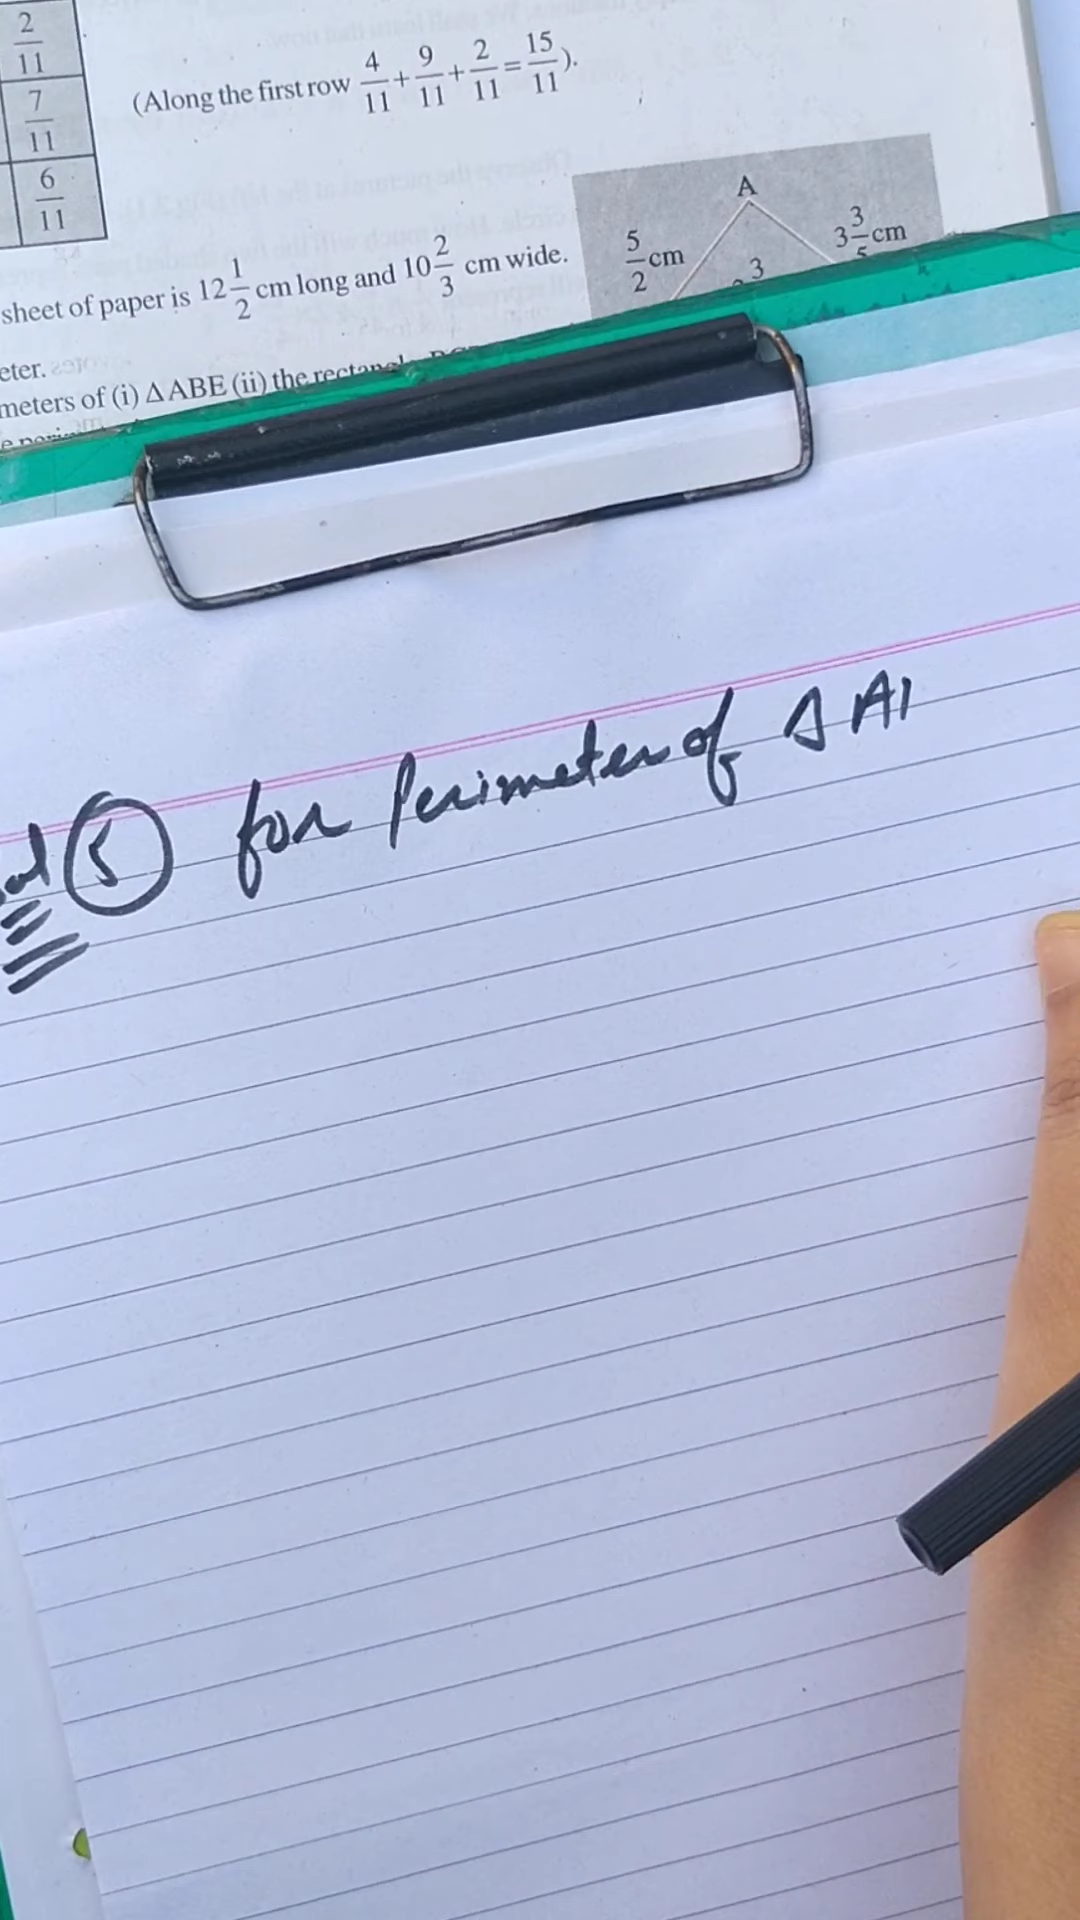 2/11
7/11
6/11
(Along the first row 4/11 + 9/11 + 2/11 = 15/11).
sheet of paper is 12 1/2 cm long and 10 2/3 cm wide.
A
5/2 cm
3 3/5 cm
3
eter.
meters of (i) ΔABE (ii) the rectangle
5 for Perimeter of Δ A